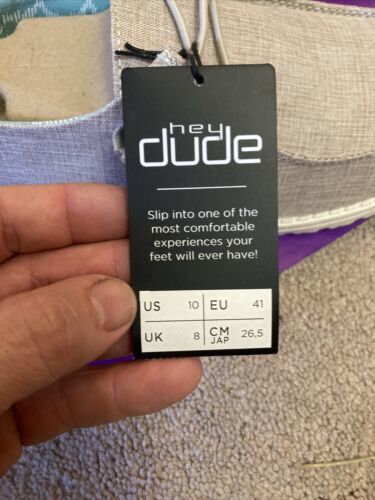 hey
dude
Slip into one of the
most comfortable
experiences your
feet will ever have!
US 10 EU 41
UK 8 CM JAP 26,5